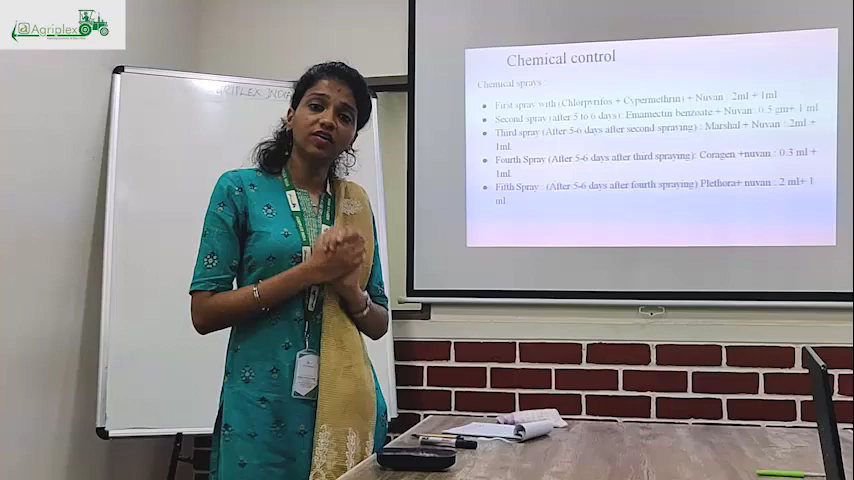 @Agriplex
AGRIPLEX INDIA
Chemical control
Chemical sprays
First spray with (Chlorpyrifos + Cypermethrin) + Nuvan : 2ml + 1ml
Second spray (after 5 to 6 days): Emamectin benzoate + Nuvan: 0.5 gm+ 1 ml
Third spray (After 5-6 days after second spraying) : Marshal + Nuvan : 2ml +
1ml
Fourth Spray (After 5-6 days after third spraying): Coragen +nuvan : 0.3 ml +
1ml
Fifth Spray : (After 5-6 days after fourth spraying) Plethora+ nuvan : 2 ml+ 1
ml